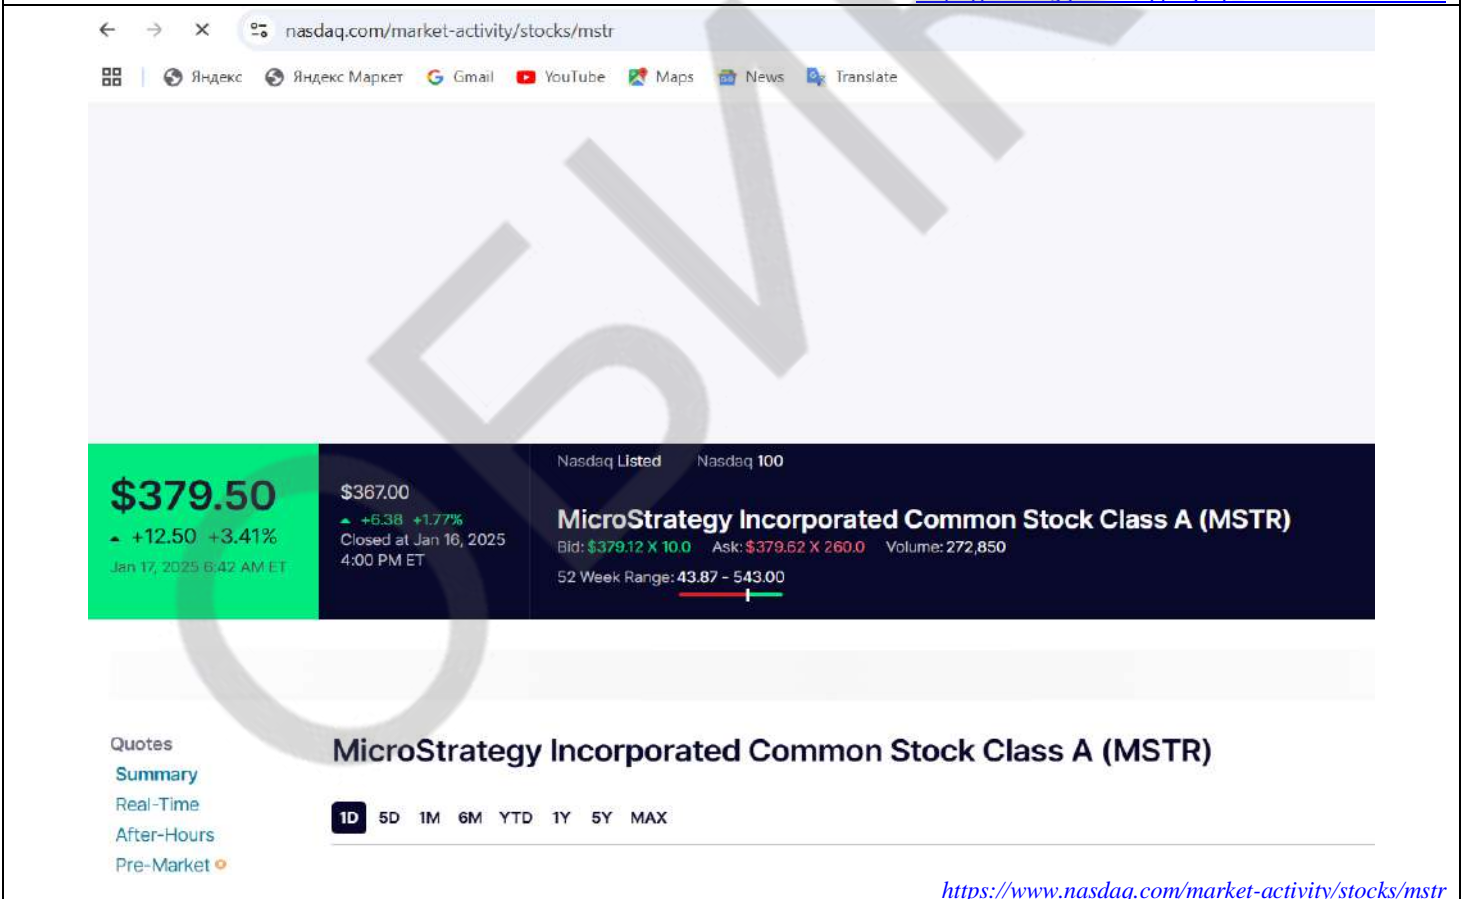 nasdaq.com/market-activity/stocks/mstr
Яндекс Яндекс Маркет Gmail YouTube Maps News Translate
ОБИК
Nasdaq Listed Nasdaq 100
$379.50
+12.50 +3.41%
Jan 17, 2025 6:42 AM ET
$367.00
+6.38 +1.77%
Closed at Jan 16, 2025
4:00 PM ET
MicroStrategy Incorporated Common Stock Class A (MSTR)
Bid: $379.12 X 10.0 Ask: $379.62 X 260.0 Volume: 272,850
52 Week Range: 43.87 - 543.00
Quotes
Summary
Real-Time
After-Hours
Pre-Market
MicroStrategy Incorporated Common Stock Class A (MSTR)
1D 5D 1M 6M YTD 1Y 5Y MAX
https://www.nasdaq.com/market-activity/stocks/mstr